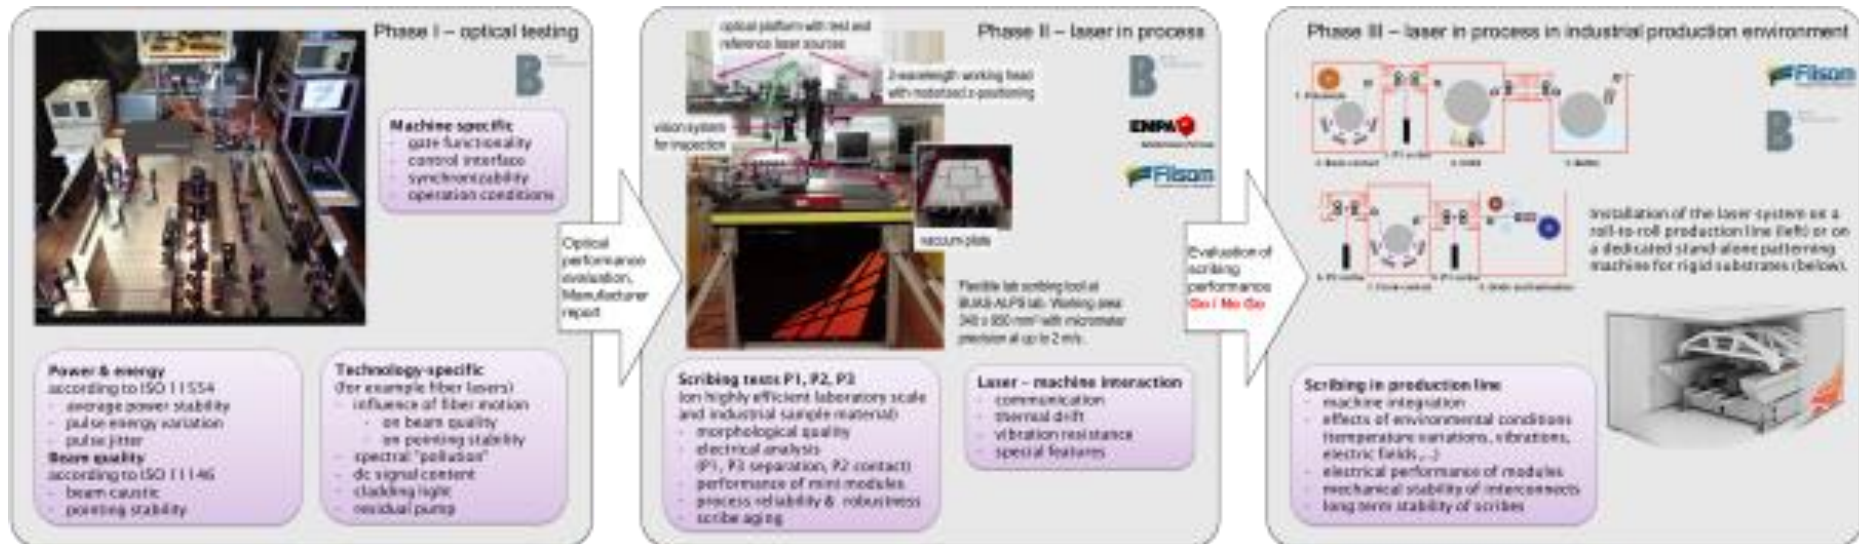 Phase I – optical testing
Machine specific
- gate functionality
- control interface
- synchronizability
- operation conditions
Power & energy
according to ISO 11554
- average power stability
- pulse energy variation
- pulse jitter
Beam quality
according to ISO 11146
- beam caustic
- pointing stability
Technology-specific
(for example fiber lasers)
- influence of fiber motion
- on beam quality
- on pointing stability
- spectral "pollution"
- dc signal content
- cladding light
- residual pump
Optical
performance
evaluation,
Manufacturer
report
Phase II – laser in process
optical platform with test and
reference laser sources
2-wavelength working head
with motorized z-positioning
vision system
for inspection
vacuum plate
EMPA
Flisom
Flexible lab scribing tool at
BUAS-ALPS lab. Working area:
mm² with micrometer
precision at up to 2 m/s.
Scribing tests P1, P2, P3
(on highly efficient laboratory scale
and industrial sample material)
- morphological quality
- electrical analysis
(P1, P3 separation, P2 contact)
- performance of mini modules
- process reliability & robustness
- scribe aging
Laser – machine interaction
- communication
- thermal drift
- vibration resistance
- special features
Evaluation of
scribing
performance
Go / No Go
Phase III – laser in process in industrial production environment
Flisom
Installation of the laser system on a
roll-to-roll production line (left) or on
a dedicated stand-alone patterning
machine for rigid substrates (below).
Scribing in production line
- machine integration
- effects of environmental conditions
(temperature variations, vibrations,
electric fields,...)
- electrical performance of modules
- mechanical stability of interconnects
- long term stability of scribes